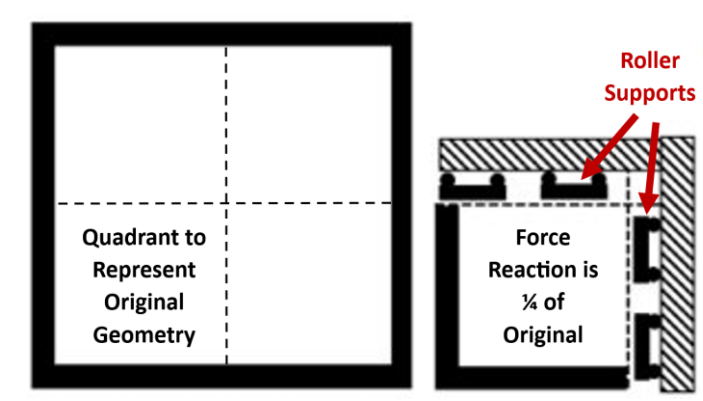 Roller
Supports
Quadrant to
Represent
Original
Geometry
Force
Reaction is
¼ of
Original